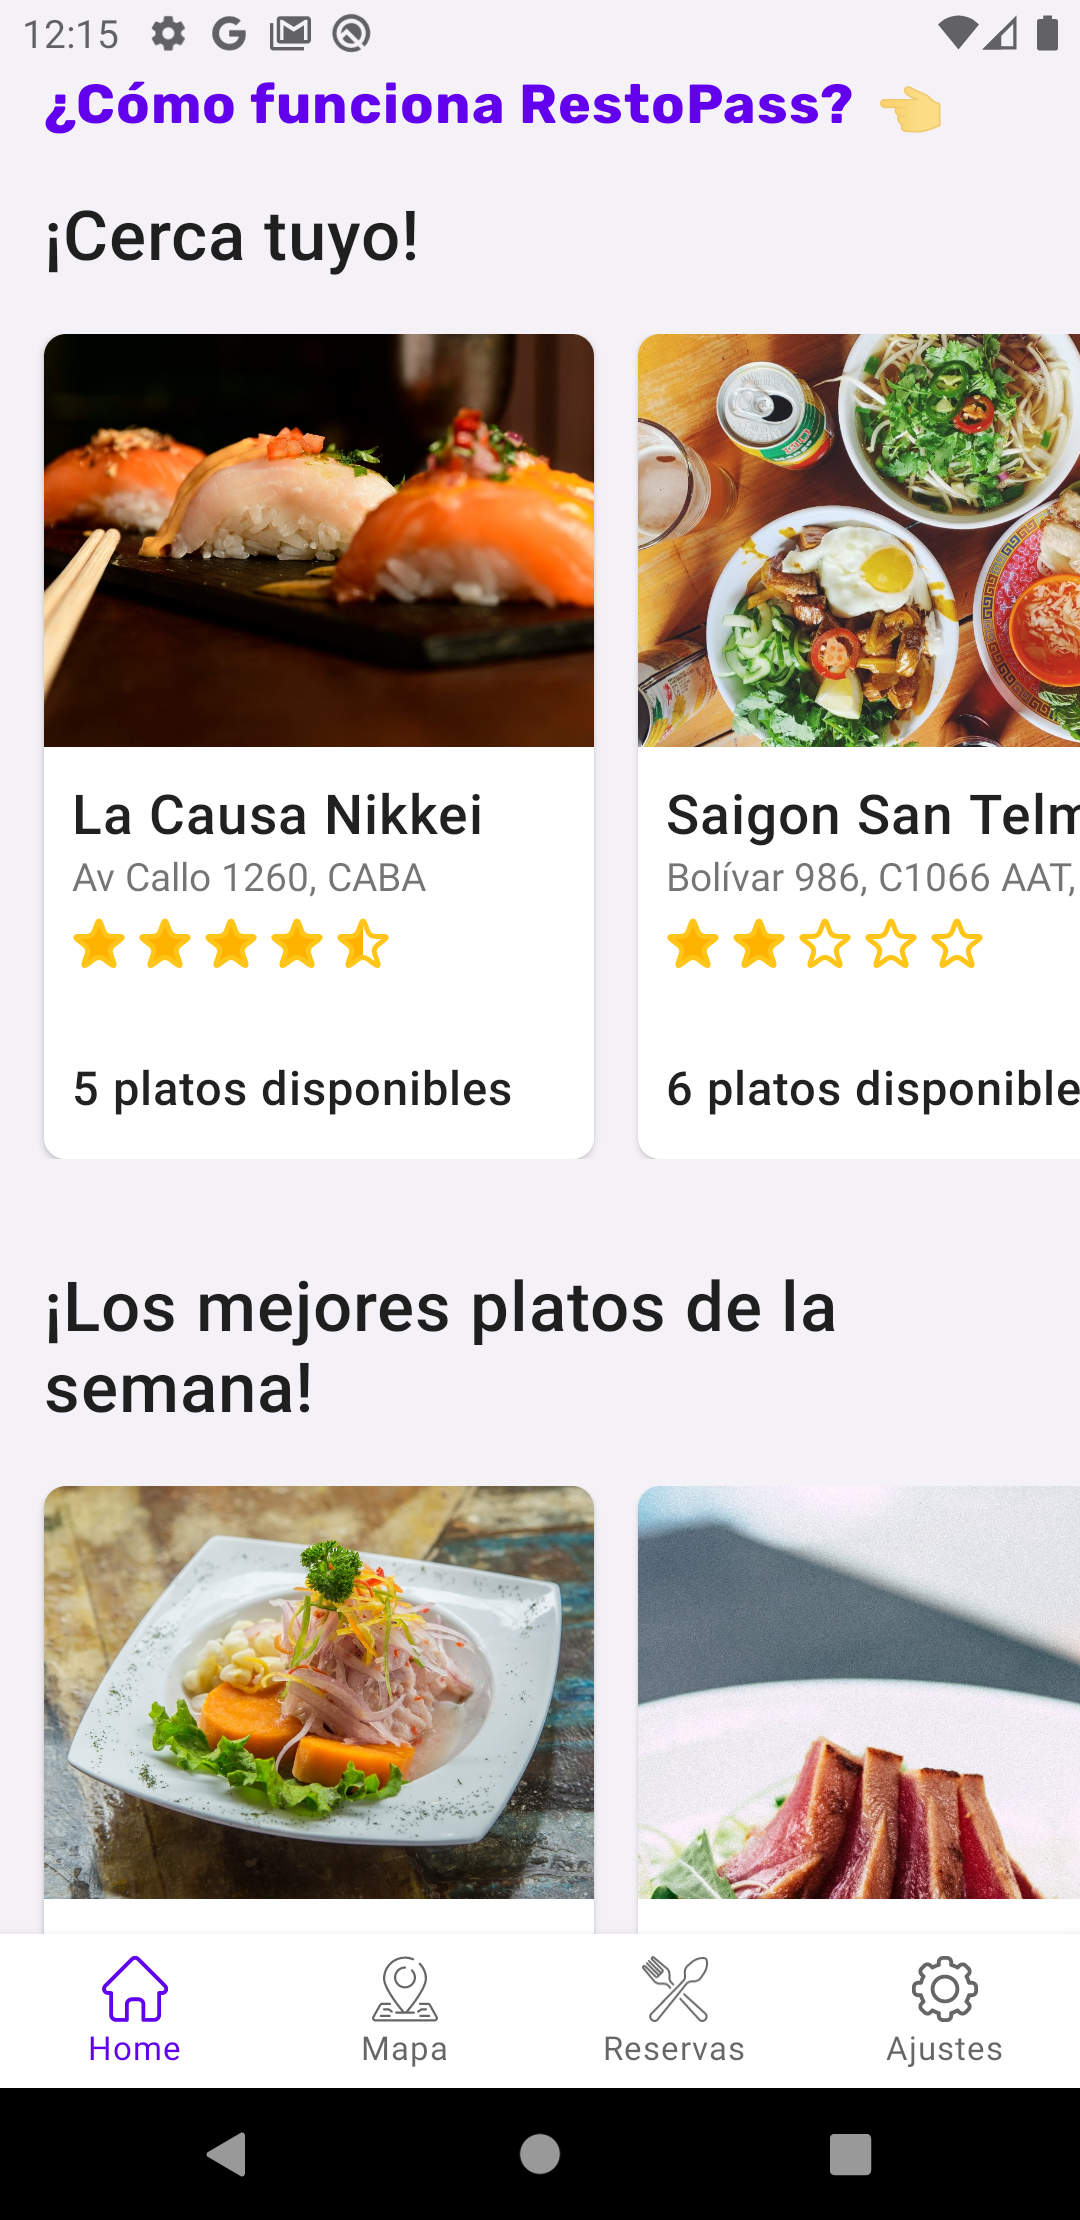 12:15
¿Cómo funciona RestoPass? 👈
¡Cerca tuyo!
La Causa Nikkei
Av Callo 1260, CABA
5 platos disponibles
Saigon San Telm
Bolívar 986, C1066 AAT,
6 platos disponible
¡Los mejores platos de la
semana!
Home
Mapa
Reservas
Ajustes